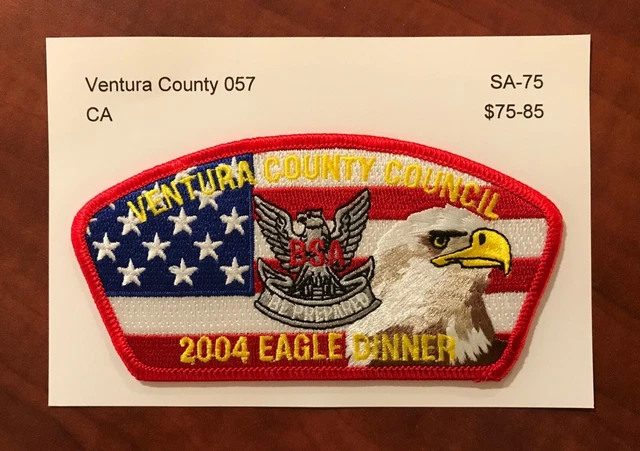 Ventura County 057
SA-75
CA
$75-85
VENTURA COUNTY COUNCIL
BSA
BE PREPARED
2004 EAGLE DINNER